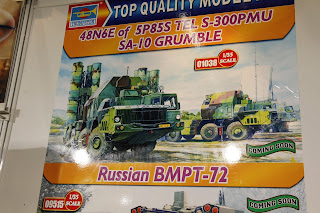 TOP QUALITY MODEL
48N6E of 5P85S TEL S-300PMU
SA-10 GRUMBLE
01038
1/35
SCALE
COMING SOON
Russian BMPT-72
09515
1/35
SCALE
COMING SOON